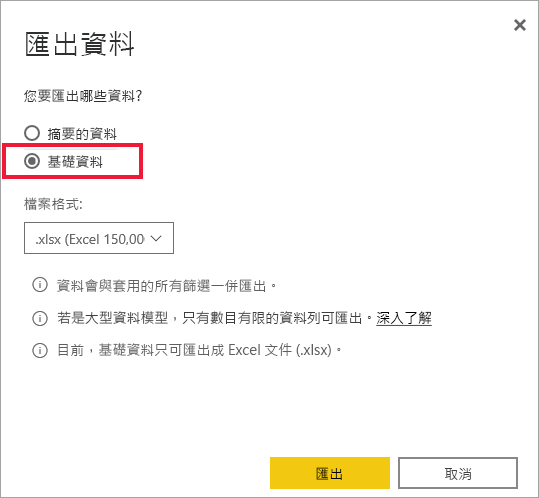 匯出資料
您要匯出哪些資料?
摘要的資料
基礎資料
檔案格式:
.xlsx (Excel 150,00
資料會與套用的所有篩選一併匯出。
若是大型資料模型，只有數目有限的資料列可匯出。深入了解
目前，基礎資料只可匯出成 Excel 文件 (.xlsx)。
匯出
取消